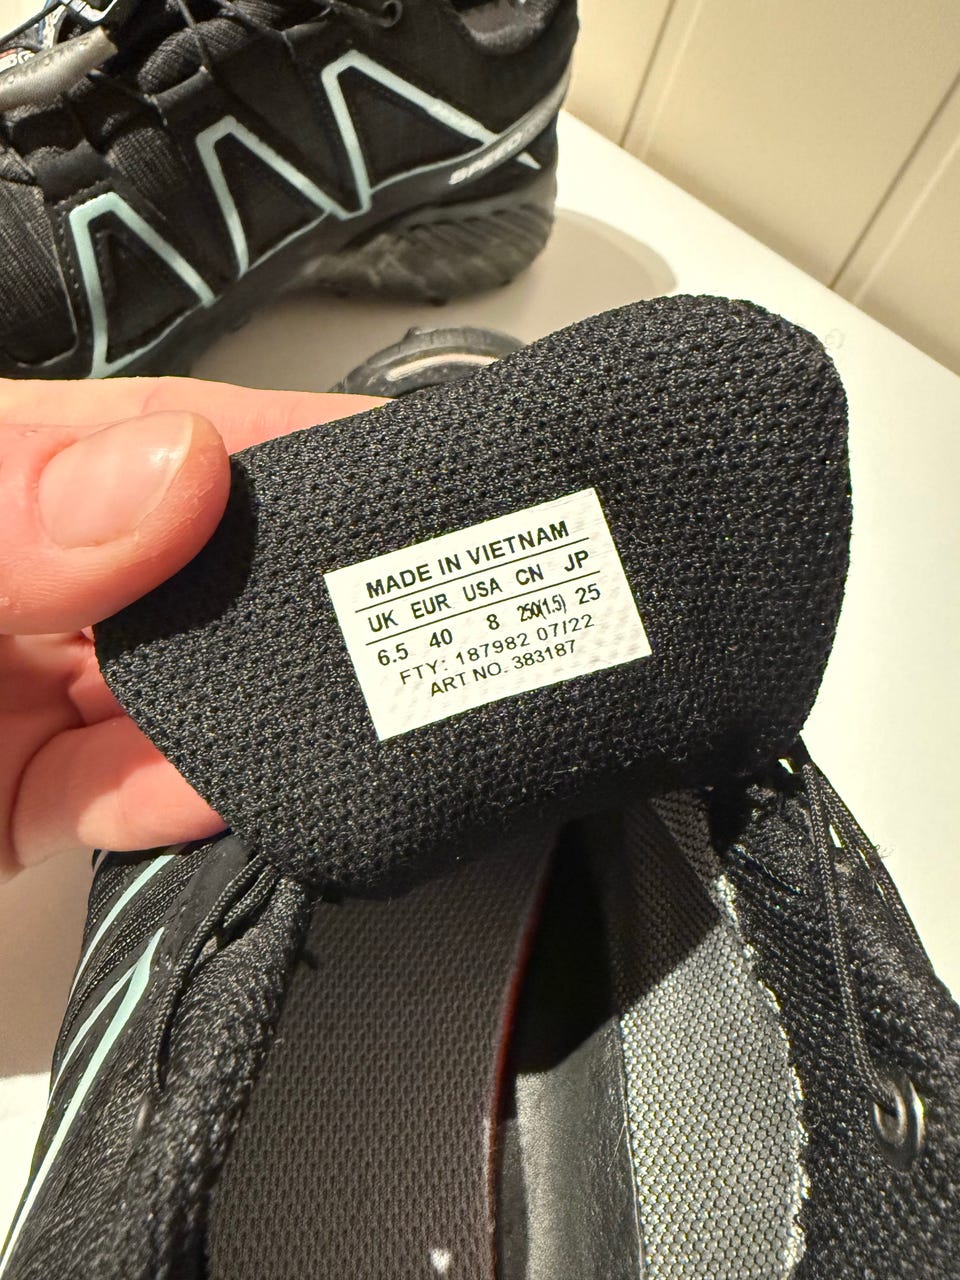 SPEED
MADE IN VIETNAM
UK EUR USA CN JP
6.5 40 8 250(1.5) 25
FTY: 187982 07/22
ART NO. 383187